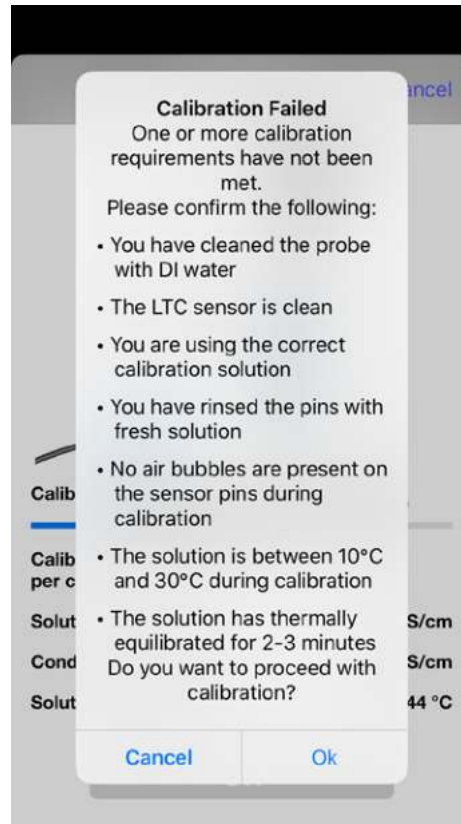 ancel
Calibration Failed
One or more calibration
requirements have not been
met.
Please confirm the following:
• You have cleaned the probe
with DI water
• The LTC sensor is clean
• You are using the correct
calibration solution
• You have rinsed the pins with
fresh solution
• No air bubbles are present on
the sensor pins during
calibration
• The solution is between 10°C
and 30°C during calibration
• The solution has thermally
equilibrated for 2-3 minutes
Do you want to proceed with
calibration?
Cancel Ok
Calib
Calib
per c
Solut S/cm
Cond S/cm
Solut 44 °C